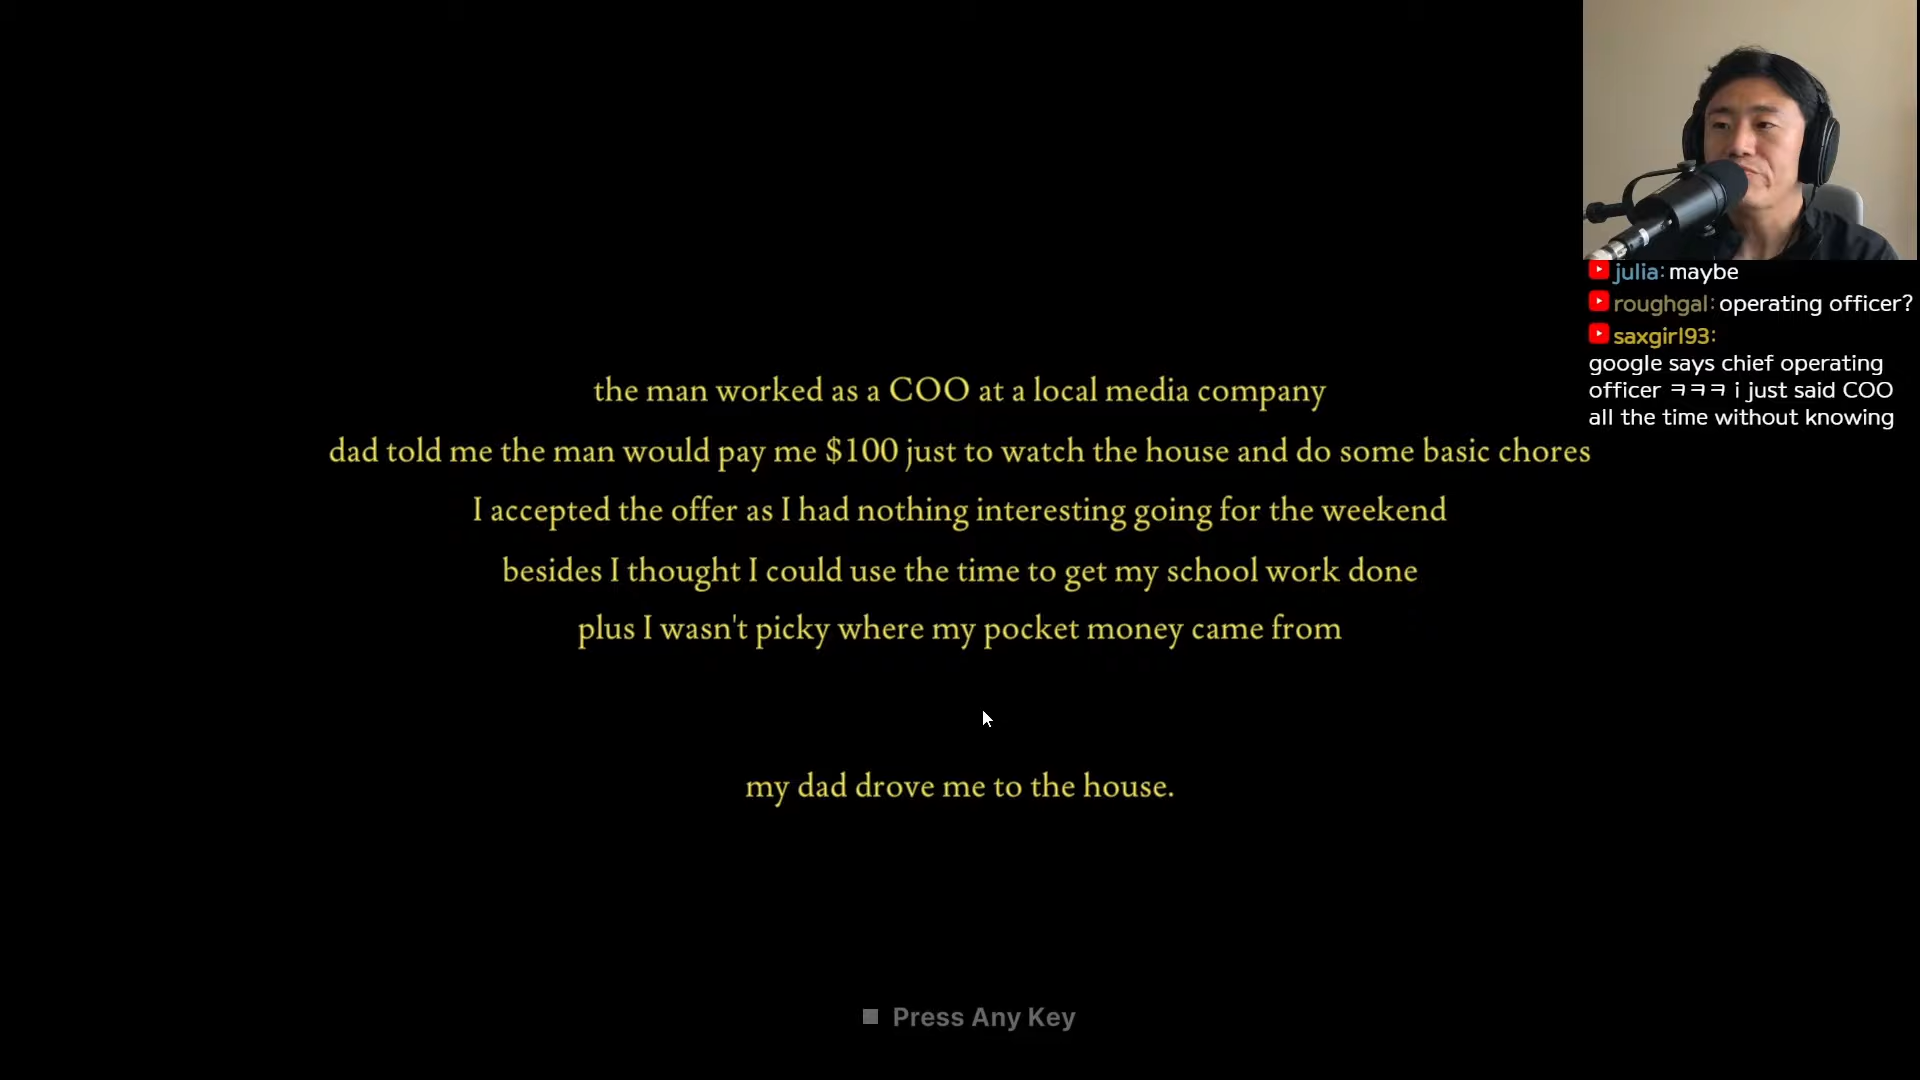 the man worked as a COO at a local media company
dad told me the man would pay me $100 just to watch the house and do some basic chores
I accepted the offer as I had nothing interesting going for the weekend
besides I thought I could use the time to get my school work done
plus I wasn't picky where my pocket money came from
my dad drove me to the house.
Press Any Key
julia: maybe
roughgal: operating officer?
saxgirl93:
google says chief operating
officer ㅋㅋㅋ i just said COO
all the time without knowing